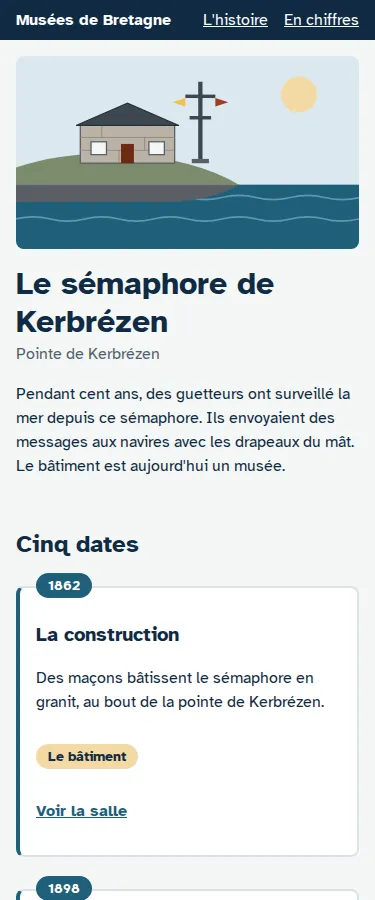 Musées de Bretagne L'histoire En chiffres
Le sémaphore de
Kerbrézen
Pointe de Kerbrézen
Pendant cent ans, des guetteurs ont surveillé la
mer depuis ce sémaphore. Ils envoyaient des
messages aux navires avec les drapeaux du mât.
Le bâtiment est aujourd'hui un musée.
Cinq dates
1862
La construction
Des maçons bâtissent le sémaphore en
granit, au bout de la pointe de Kerbrézen.
Le bâtiment
Voir la salle
1898